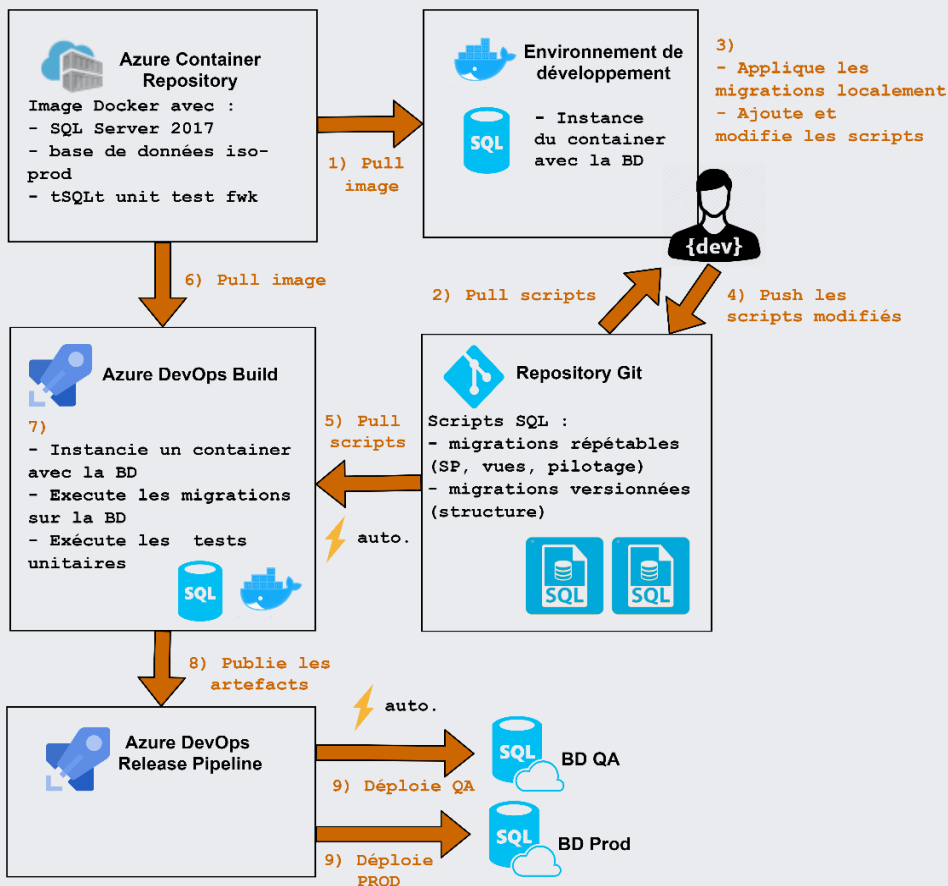 Azure Container
Repository
Image Docker avec :
- SQL Server 2017
- base de données iso-
prod
- tSQLt unit test fwk
1) Pull
image
Environnement de
développement
SQL
- Instance
du container
avec la BD
3)
- Applique les
migrations localement
- Ajoute et
modifie les scripts
{dev}
6) Pull image
2) Pull scripts
4) Push les
scripts modifiés
Azure DevOps Build
7)
- Instancie un container
avec la BD
- Execute les migrations
sur la BD
- Exécute les tests
unitaires
SQL
5) Pull
scripts
auto.
Repository Git
Scripts SQL :
- migrations répétables
(SP, vues, pilotage)
- migrations versionnées
(structure)
SQL
SQL
8) Publie les
artefacts
Azure DevOps
Release Pipeline
auto.
9) Déploie QA
SQL
BD QA
9) Déploie
PROD
SQL
BD Prod